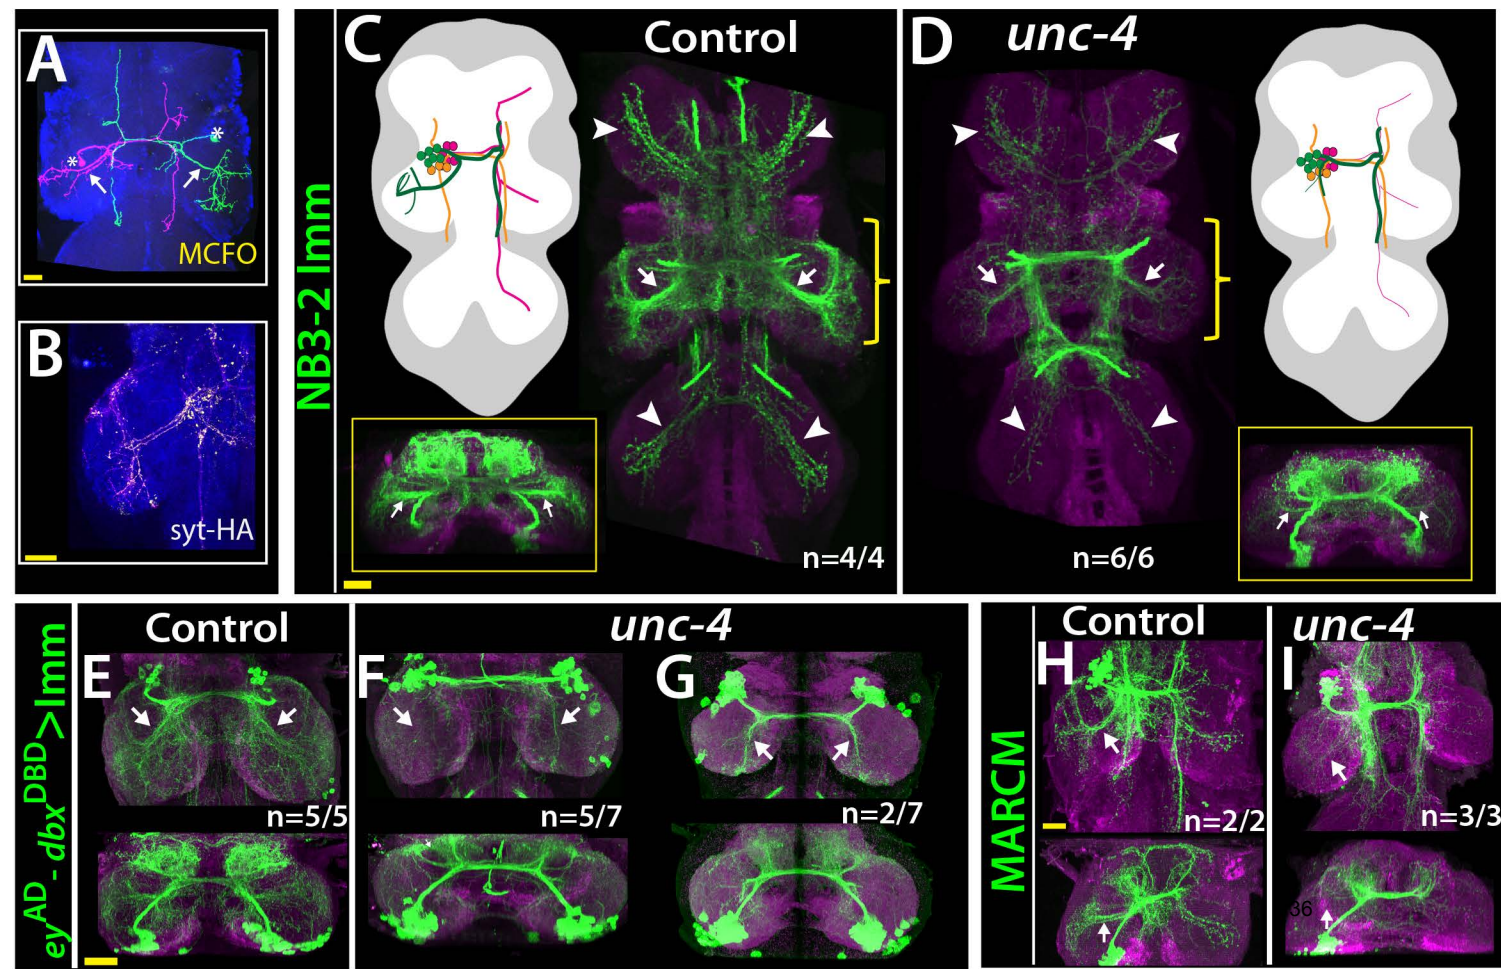 A
*
*
MCFO
B
syt-HA
NB3-2 Imm
C
Control
n=4/4
D
unc-4
n=6/6
ey^AD - dbx^DBD>Imm
Control
E
n=5/5
unc-4
F
n=5/7
G
n=2/7
MARCM
Control
H
n=2/2
unc-4
I
n=3/3
36